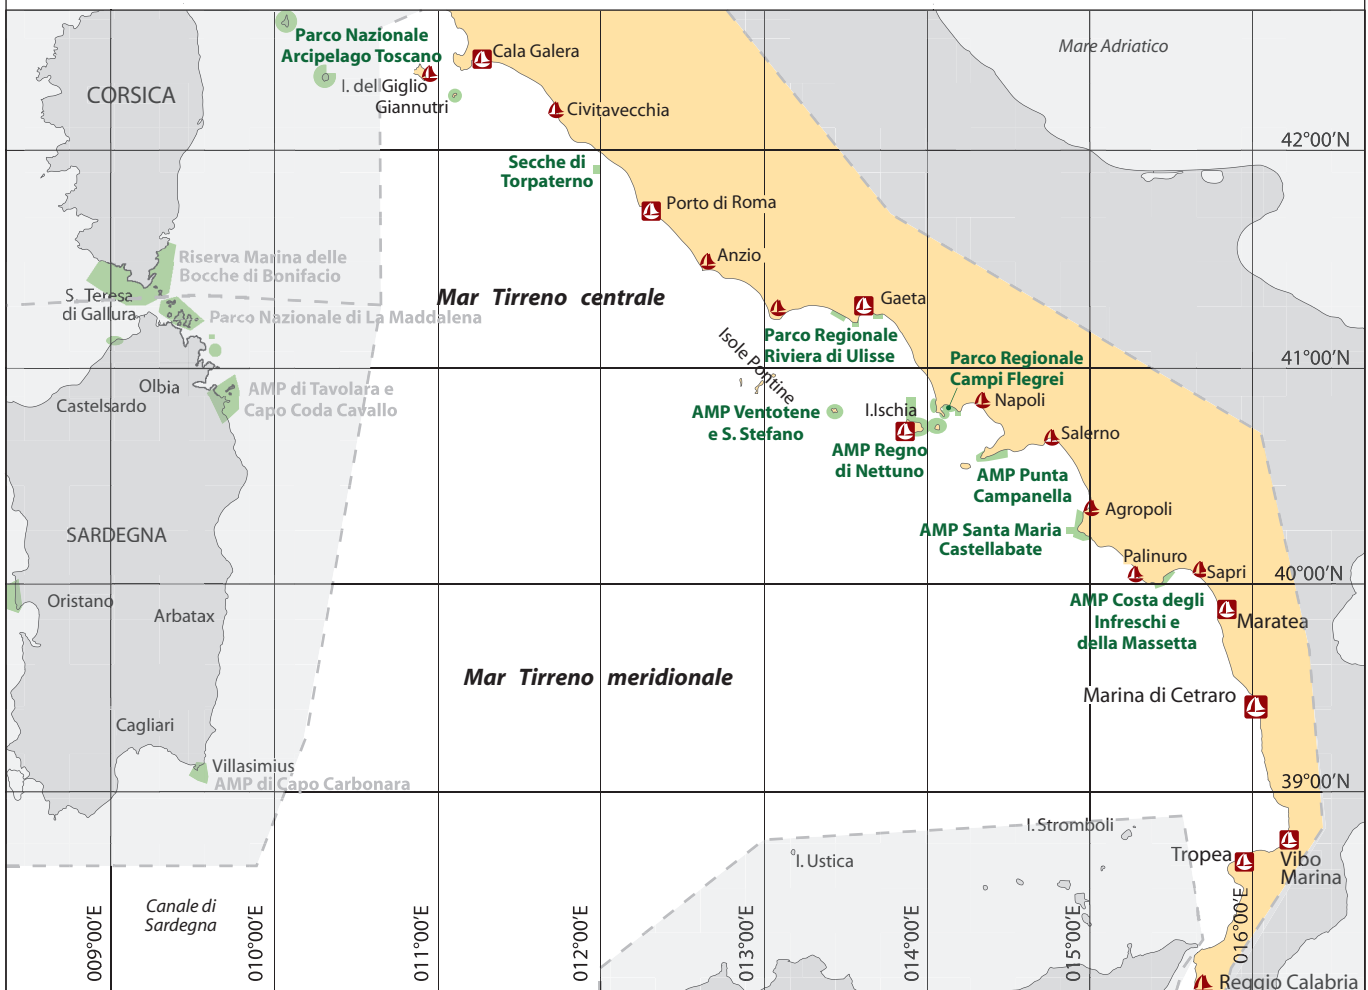 Parco Nazionale
Arcipelago Toscano
Cala Galera
Mare Adriatico
I. dell Giglio
Giannutri
CORSICA
Civitavecchia
42°00'N
Secche di
Torpaterno
Porto di Roma
Riserva Marina delle
Bocche di Bonifacio
Anzio
S. Teresa
di Gallura
Mar Tirreno centrale
Gaeta
Parco Nazionale di La Maddalena
Parco Regionale
Riviera di Ulisse
Isole Pontine
Parco Regionale
Campi Flegrei
41°00'N
Olbia
Castelsardo
AMP di Tavolara e
Capo Coda Cavallo
AMP Ventotene
e S. Stefano
I.Ischia
Napoli
Salerno
AMP Regno
di Nettuno
AMP Punta
Campanella
Agropoli
SARDEGNA
AMP Santa Maria
Castellabate
Palinuro
Sapri
40°00'N
Oristano
Arbatax
AMP Costa degli
Infreschi e
della Massetta
Maratea
Mar Tirreno meridionale
Marina di Cetraro
Cagliari
Villasimius
AMP di Capo Carbonara
39°00'N
I. Stromboli
I. Ustica
Tropea
Vibo
Marina
Canale di
Sardegna
009°00'E
010°00'E
011°00'E
012°00'E
013°00'E
014°00'E
015°00'E
016°00'E
Reggio Calabria